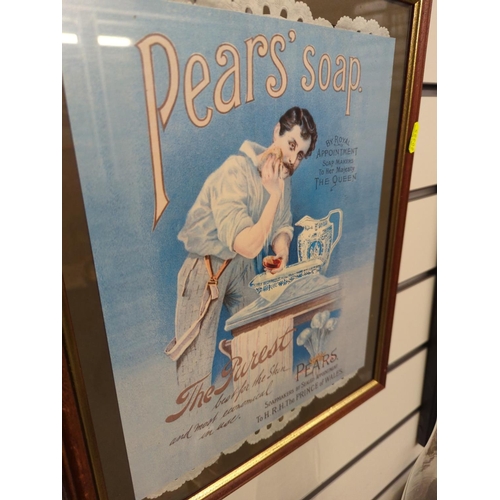 Pears' soap.
BY ROYAL
APPOINTMENT
SOAP MAKERS
TO HER MAJESTY
THE QUEEN
The Purest
best for the Skin
and most economical
in use.
PEARS.
SOAPMAKERS BY SPECIAL APPOINTMENT
TO H.R.H. THE PRINCE OF WALES.